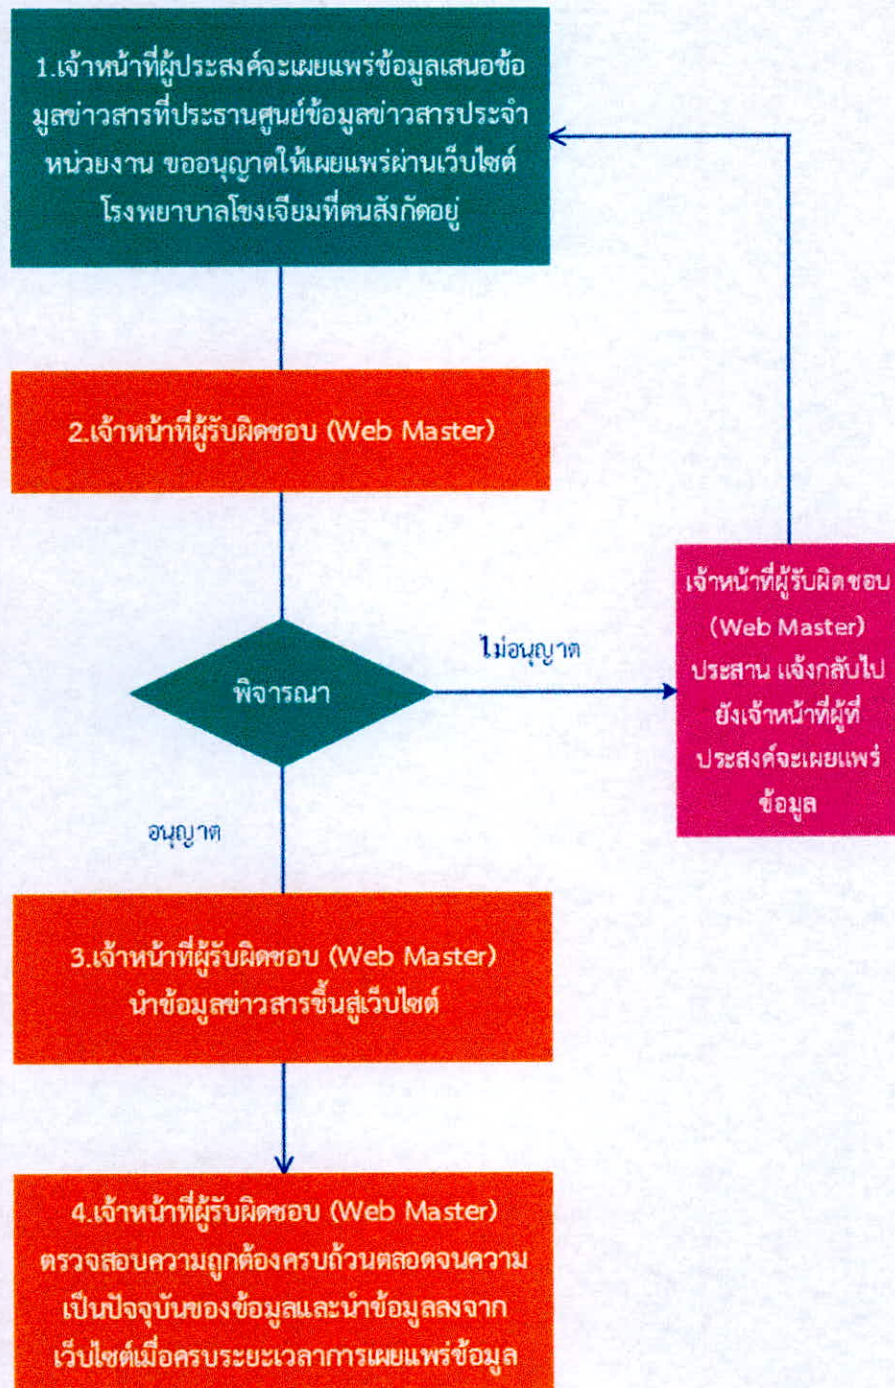 1.เจ้าหน้าที่ผู้ประสงค์จะเผยแพร่ข้อมูลเสนอข้อ
มูลข่าวสารที่ประธานศูนย์ข้อมูลข่าวสารประจำ
หน่วยงาน ขออนุญาตให้เผยแพร่ผ่านเว็บไซต์
โรงพยาบาลโขงเจียมที่ตนสังกัดอยู่
2.เจ้าหน้าที่ผู้รับผิดชอบ (Web Master)
พิจารณา
ไม่อนุญาต
เจ้าหน้าที่ผู้รับผิดชอบ
(Web Master)
ประสาน แจ้งกลับไป
ยังเจ้าหน้าที่ผู้ที่
ประสงค์จะเผยแพร่
ข้อมูล
อนุญาต
3.เจ้าหน้าที่ผู้รับผิดชอบ (Web Master)
นำข้อมูลข่าวสารขึ้นสู่เว็บไซต์
4.เจ้าหน้าที่ผู้รับผิดชอบ (Web Master)
ตรวจสอบความถูกต้องครบถ้วนตลอดจนความ
เป็นปัจจุบันของข้อมูลและนำข้อมูลลงจาก
เว็บไซต์เมื่อครบระยะเวลาการเผยแพร่ข้อมูล